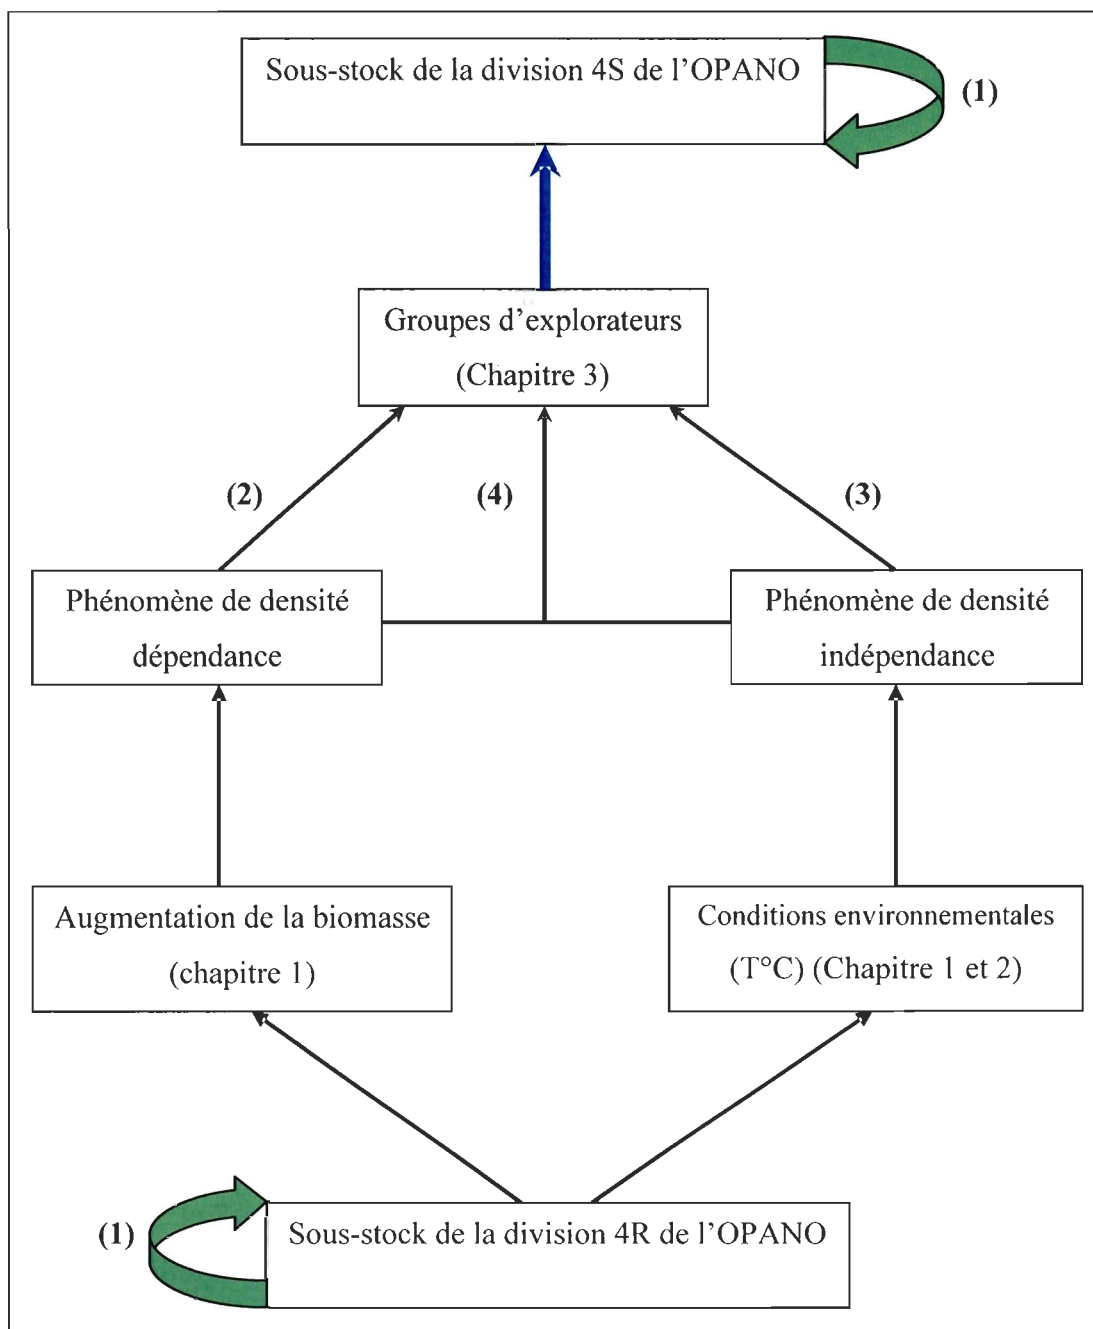 Sous-stock de la division 4S de l'OPANO
(1)
Groupes d'explorateurs
(Chapitre 3)
(2)
(4)
(3)
Phénomène de densité
dépendance
Phénomène de densité
indépendance
Augmentation de la biomasse
(chapitre 1)
Conditions environnementales
(T°C) (Chapitre 1 et 2)
(1)
Sous-stock de la division 4R de l'OPANO